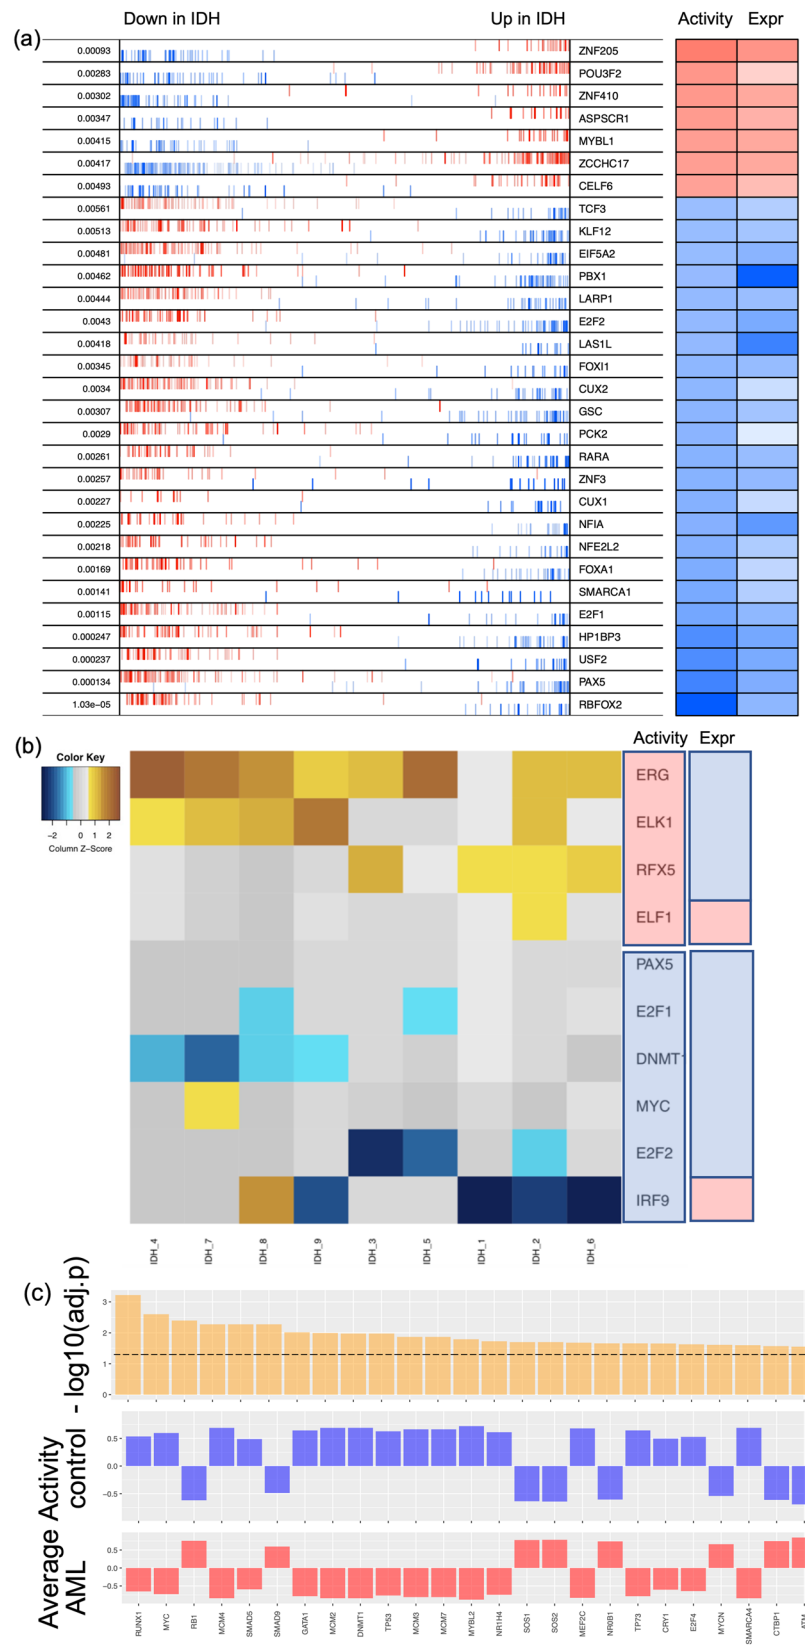 Down in IDH Up in IDH Activity Expr
(a)
0.00093 ZNF205
0.00283 POU3F2
0.00302 ZNF410
0.00347 ASPSCR1
0.00415 MYBL1
0.00417 ZCCHC17
0.00493 CELF6
0.00561 TCF3
0.00513 KLF12
0.00481 EIF5A2
0.00462 PBX1
0.00444 LARP1
0.0043 E2F2
0.00418 LAS1L
0.00345 FOXI1
0.0034 CUX2
0.00307 GSC
0.0029 PCK2
0.00261 RARA
0.00257 ZNF3
0.00227 CUX1
0.00225 NFIA
0.00218 NFE2L2
0.00169 FOXA1
0.00141 SMARCA1
0.00115 E2F1
0.000247 HP1BP3
0.000237 USF2
0.000134 PAX5
1.03e-05 RBFOX2
(b) Activity Expr
Color Key
−2 0 1 2
Column Z−Score
ERG
ELK1
RFX5
ELF1
PAX5
E2F1
DNMT1
MYC
E2F2
IRF9
IDH_4 IDH_7 IDH_8 IDH_9 IDH_3 IDH_5 IDH_1 IDH_2 IDH_6
(c)
- log10(adj.p)
3
2
1
0
Average Activity
control
0.5
0.0
−0.5
AML
0.5
0.0
−0.5
RUNX1 MYC RB1 MCM4 SMAD5 SMAD9 GATA1 MCM2 DNMT1 TP53 MCM3 MCM7 MYBL2 NR1H4 SOS1 SOS2 MEF2C NR0B1 TP73 CRY1 E2F4 MYCN SMARCA4 CTBP1 ATM